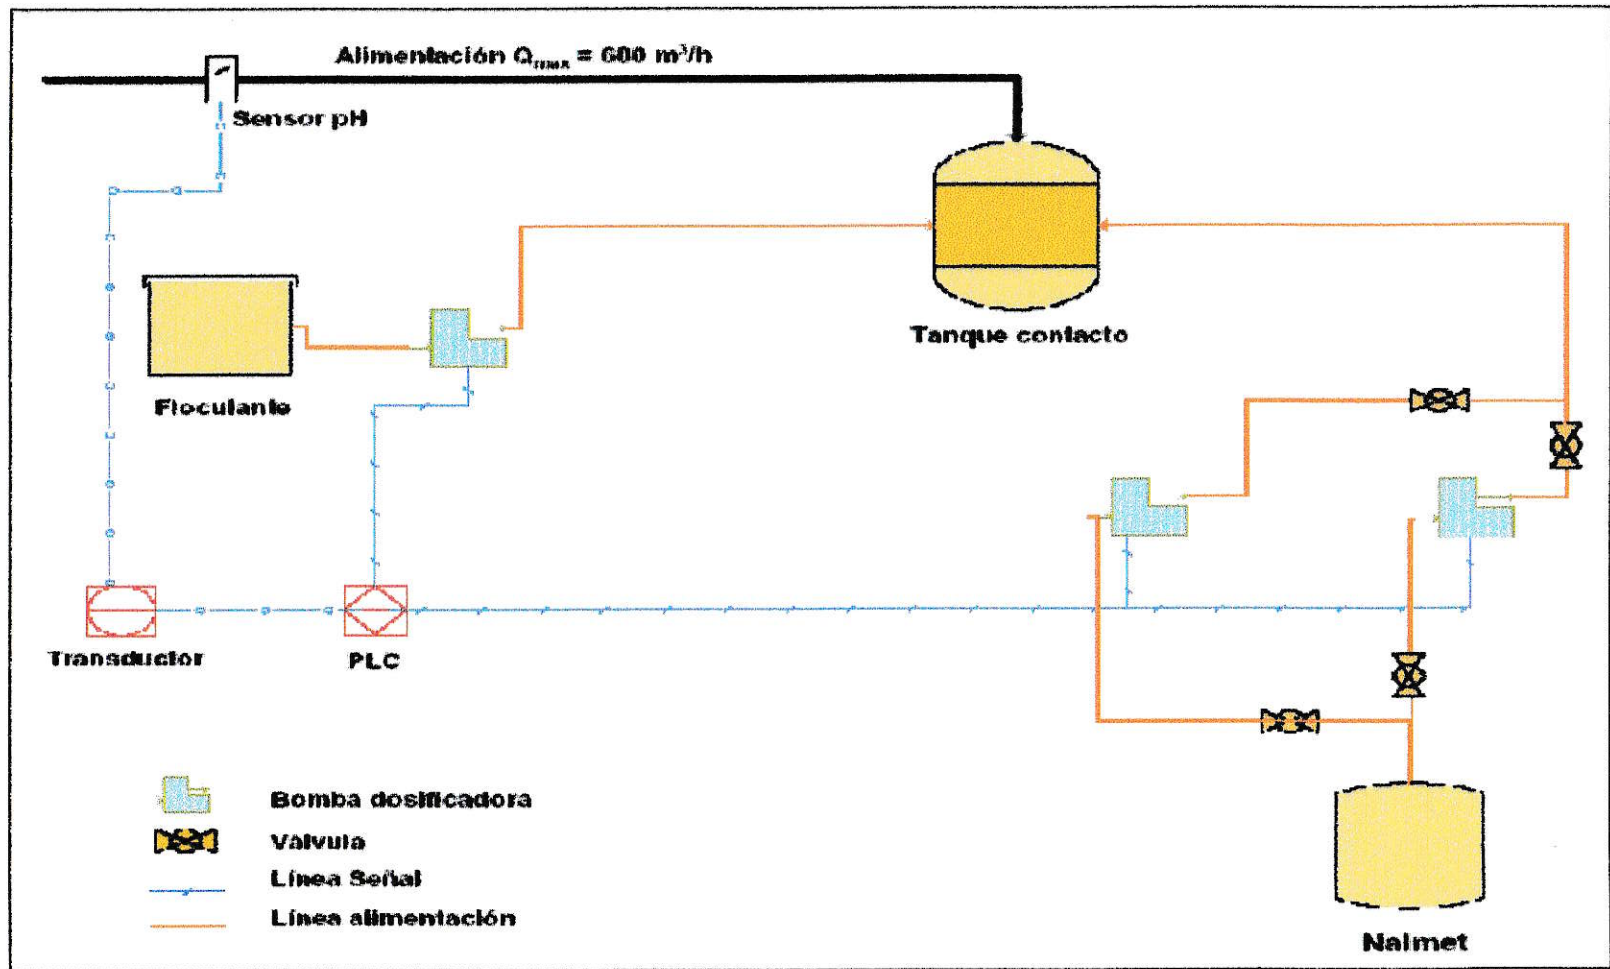 Alimentación Qmax = 600 m³/h
Sensor pH
Floculante
Tanque contacto
Transductor
PLC
Bomba dosificadora
Válvula
Línea Señal
Línea alimentación
Nalmet